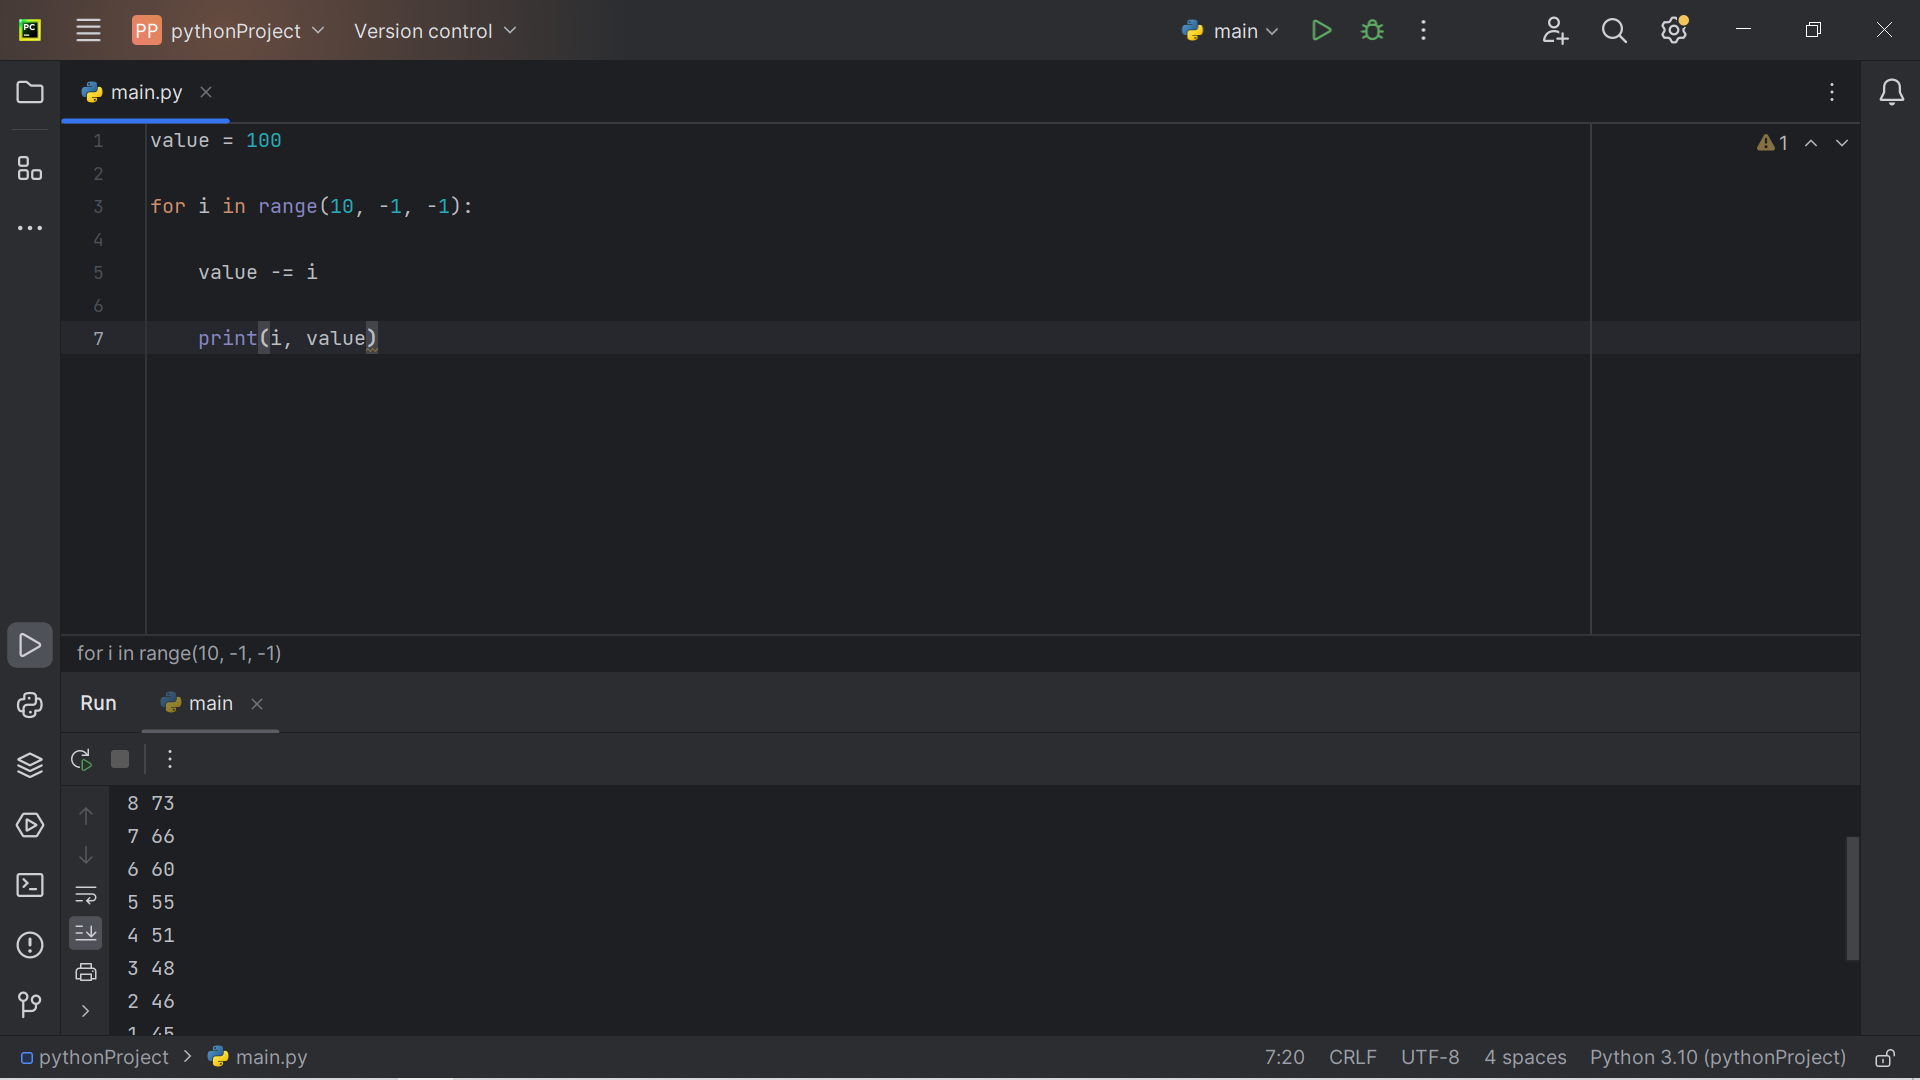 PC
PP pythonProject Version control main
main.py
1 value = 100
2
3 for i in range(10, -1, -1):
4
5 value -= i
6
7 print(i, value)
1
for i in range(10, -1, -1)
Run main
8 73
7 66
6 60
5 55
4 51
3 48
2 46
1 45
pythonProject > main.py 7:20 CRLF UTF-8 4 spaces Python 3.10 (pythonProject)